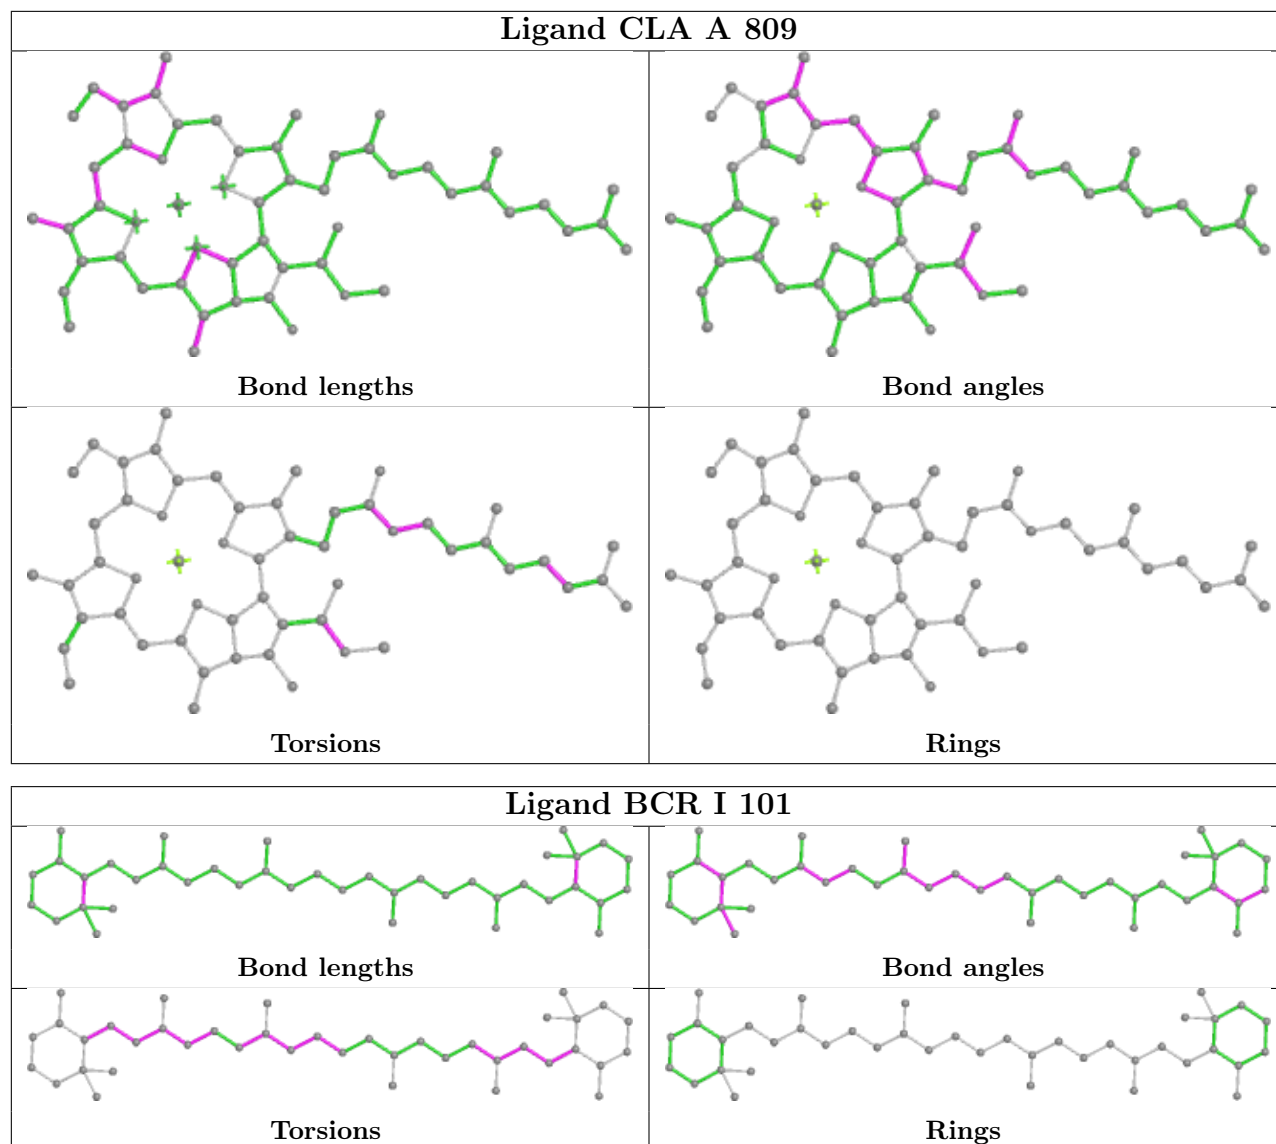 Ligand CLA A 809
Bond lengths
Bond angles
Torsions
Rings
Ligand BCR I 101
Bond lengths
Bond angles
Torsions
Rings